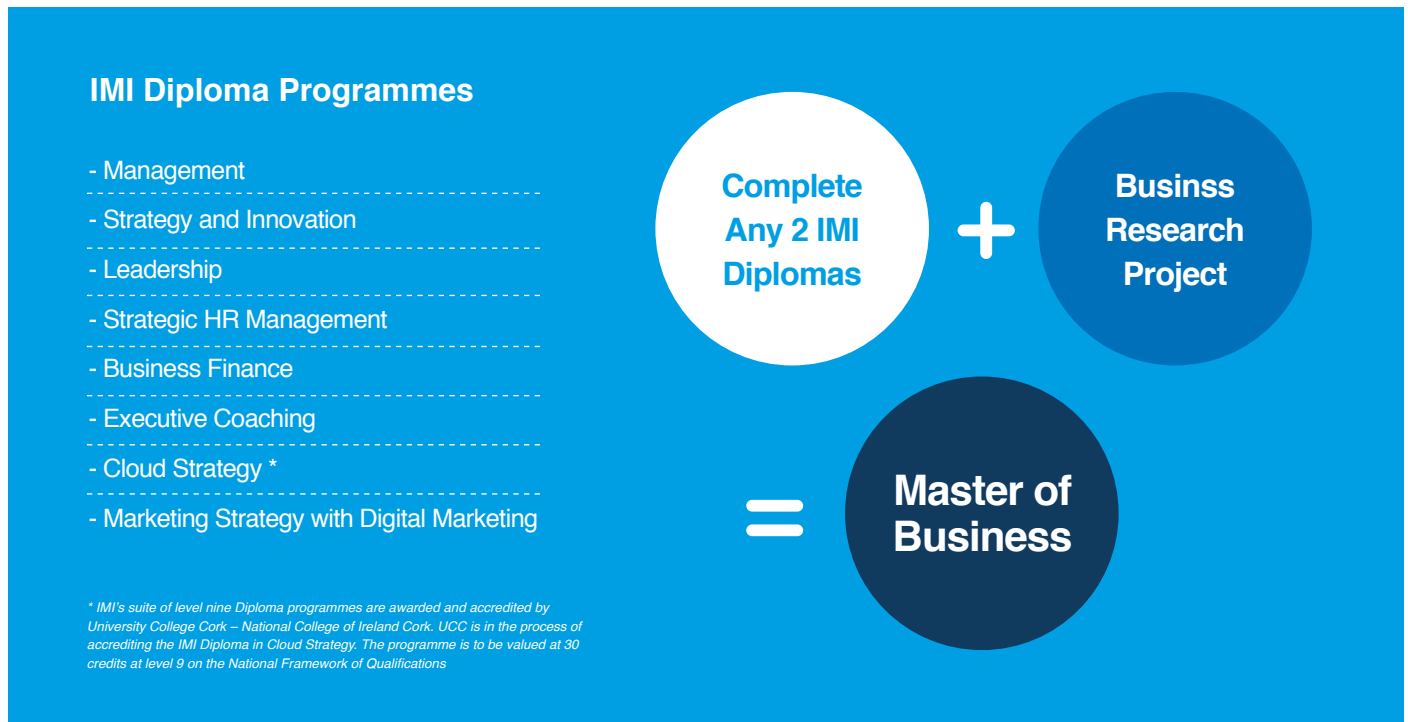 IMI Diploma Programmes
- Management
- Strategy and Innovation
- Leadership
- Strategic HR Management
- Business Finance
- Executive Coaching
- Cloud Strategy *
- Marketing Strategy with Digital Marketing
* IMI's suite of level nine Diploma programmes are awarded and accredited by
University College Cork – National College of Ireland Cork. UCC is in the process of
accrediting the IMI Diploma in Cloud Strategy. The programme is to be valued at 30
credits at level 9 on the National Framework of Qualifications
Complete
Any 2 IMI
Diplomas
+
Businss
Research
Project
=
Master of
Business